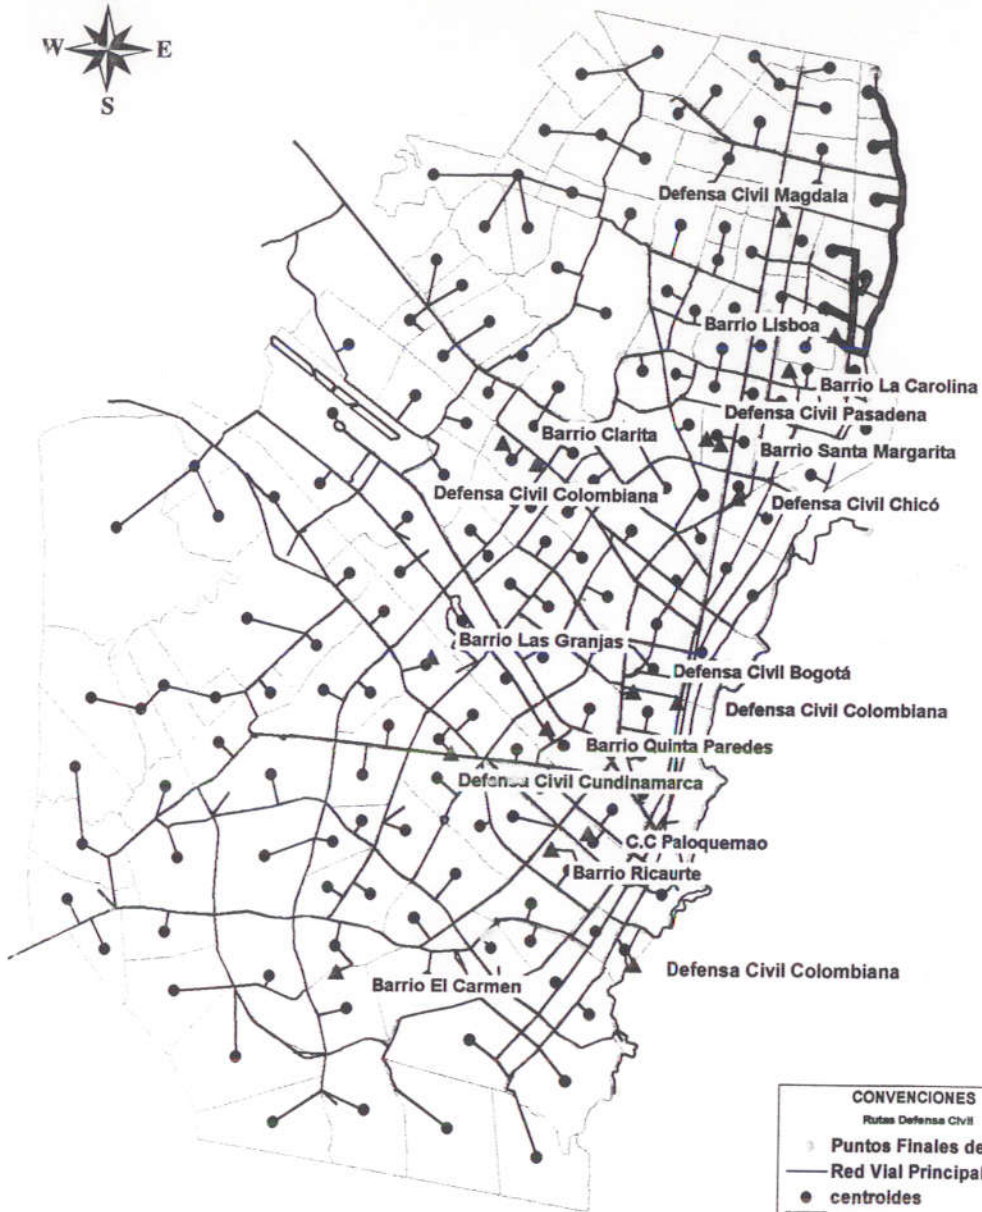 W E
S
Defensa Civil Magdala
Barrio Lisboa
Barrio La Carolina
Defensa Civil Pasadena
Barrio Clarita
Barrio Santa Margarita
Defensa Civil Colombiana
Defensa Civil Chicó
Barrio Las Granjas
Defensa Civil Bogotá
Defensa Civil Colombiana
Barrio Quinta Paredes
Defensa Civil Cundinamarca
C.C Paloquemao
Barrio Ricaurte
Defensa Civil Colombiana
Barrio El Carmen
CONVENCIONES
Rutas Defensa Civil
Puntos Finales de
Red Vial Principal
centroides